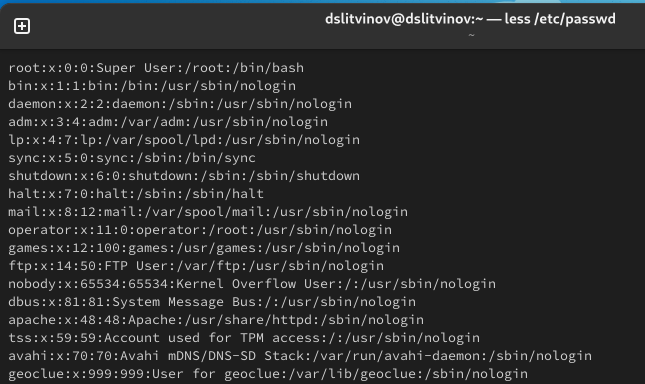 dslitvinov@dslitvinov:~ — less /etc/passwd
~
root:x:0:0:Super User:/root:/bin/bash
bin:x:1:1:bin:/bin:/usr/sbin/nologin
daemon:x:2:2:daemon:/sbin:/usr/sbin/nologin
adm:x:3:4:adm:/var/adm:/usr/sbin/nologin
lp:x:4:7:lp:/var/spool/lpd:/usr/sbin/nologin
sync:x:5:0:sync:/sbin:/bin/sync
shutdown:x:6:0:shutdown:/sbin:/sbin/shutdown
halt:x:7:0:halt:/sbin:/sbin/halt
mail:x:8:12:mail:/var/spool/mail:/usr/sbin/nologin
operator:x:11:0:operator:/root:/usr/sbin/nologin
games:x:12:100:games:/usr/games:/usr/sbin/nologin
ftp:x:14:50:FTP User:/var/ftp:/usr/sbin/nologin
nobody:x:65534:65534:Kernel Overflow User:/:/usr/sbin/nologin
dbus:x:81:81:System Message Bus:/:/usr/sbin/nologin
apache:x:48:48:Apache:/usr/share/httpd:/sbin/nologin
tss:x:59:59:Account used for TPM access:/:/usr/sbin/nologin
avahi:x:70:70:Avahi mDNS/DNS-SD Stack:/var/run/avahi-daemon:/sbin/nologin
geoclue:x:999:999:User for geoclue:/var/lib/geoclue:/sbin/nologin